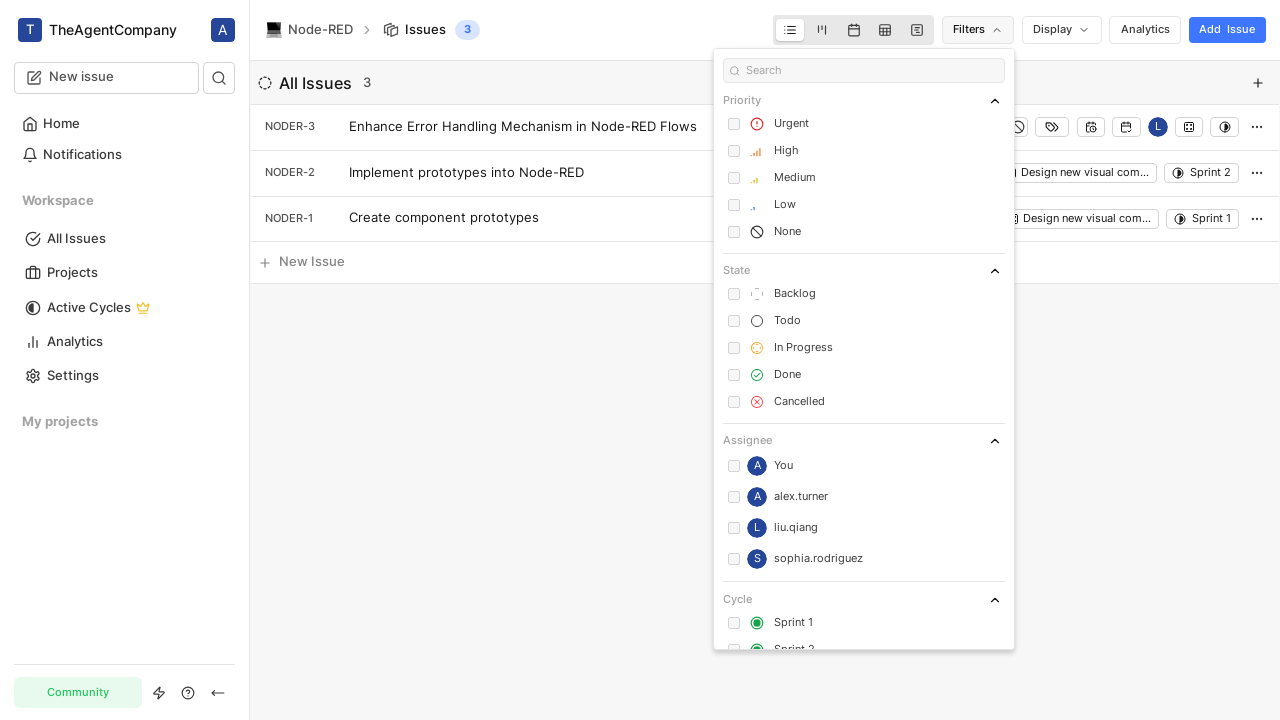 T TheAgentCompany A
New issue
Home
Notifications
Workspace
All Issues
Projects
Active Cycles
Analytics
Settings
My projects
Community
Node-RED Issues 3
Filters Display Analytics Add Issue
All Issues 3
NODER-3 Enhance Error Handling Mechanism in Node-RED Flows L
NODER-2 Implement prototypes into Node-RED Design new visual com... Sprint 2
NODER-1 Create component prototypes Design new visual com... Sprint 1
New Issue
Search
Priority
Urgent
High
Medium
Low
None
State
Backlog
Todo
In Progress
Done
Cancelled
Assignee
A You
A alex.turner
L liu.qiang
S sophia.rodriguez
Cycle
Sprint 1
Sprint 2